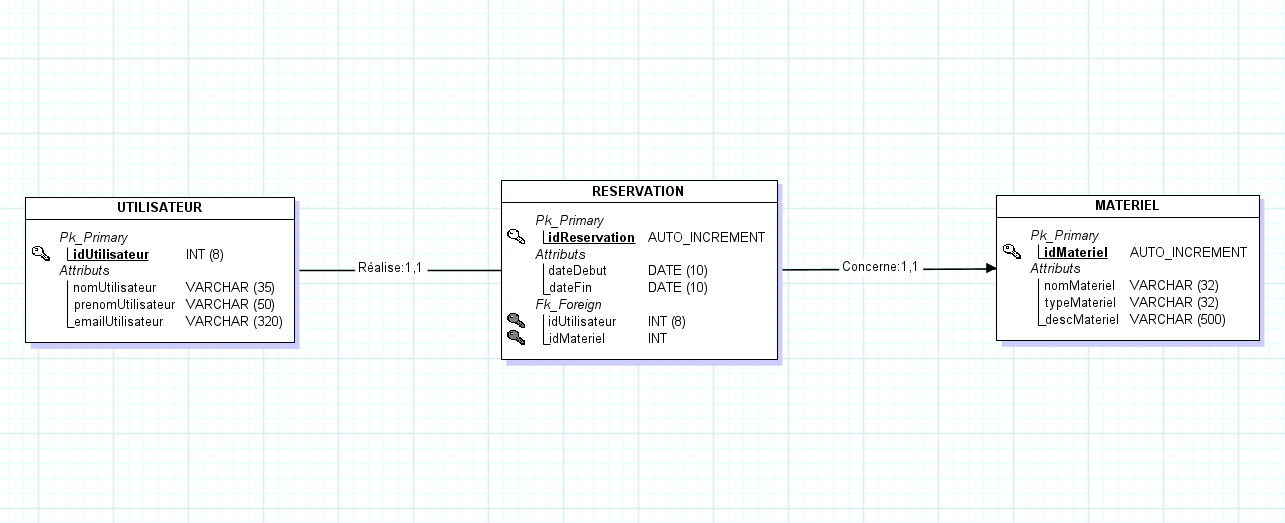 UTILISATEUR
Pk_Primary
idUtilisateur INT (8)
Attributs
nomUtilisateur VARCHAR (35)
prenomUtilisateur VARCHAR (50)
emailUtilisateur VARCHAR (320)
Réalise:1,1
RESERVATION
Pk_Primary
idReservation AUTO_INCREMENT
Attributs
dateDebut DATE (10)
dateFin DATE (10)
Fk_Foreign
idUtilisateur INT (8)
idMateriel INT
Concerne:1,1
MATERIEL
Pk_Primary
idMateriel AUTO_INCREMENT
Attributs
nomMateriel VARCHAR (32)
typeMateriel VARCHAR (32)
descMateriel VARCHAR (500)